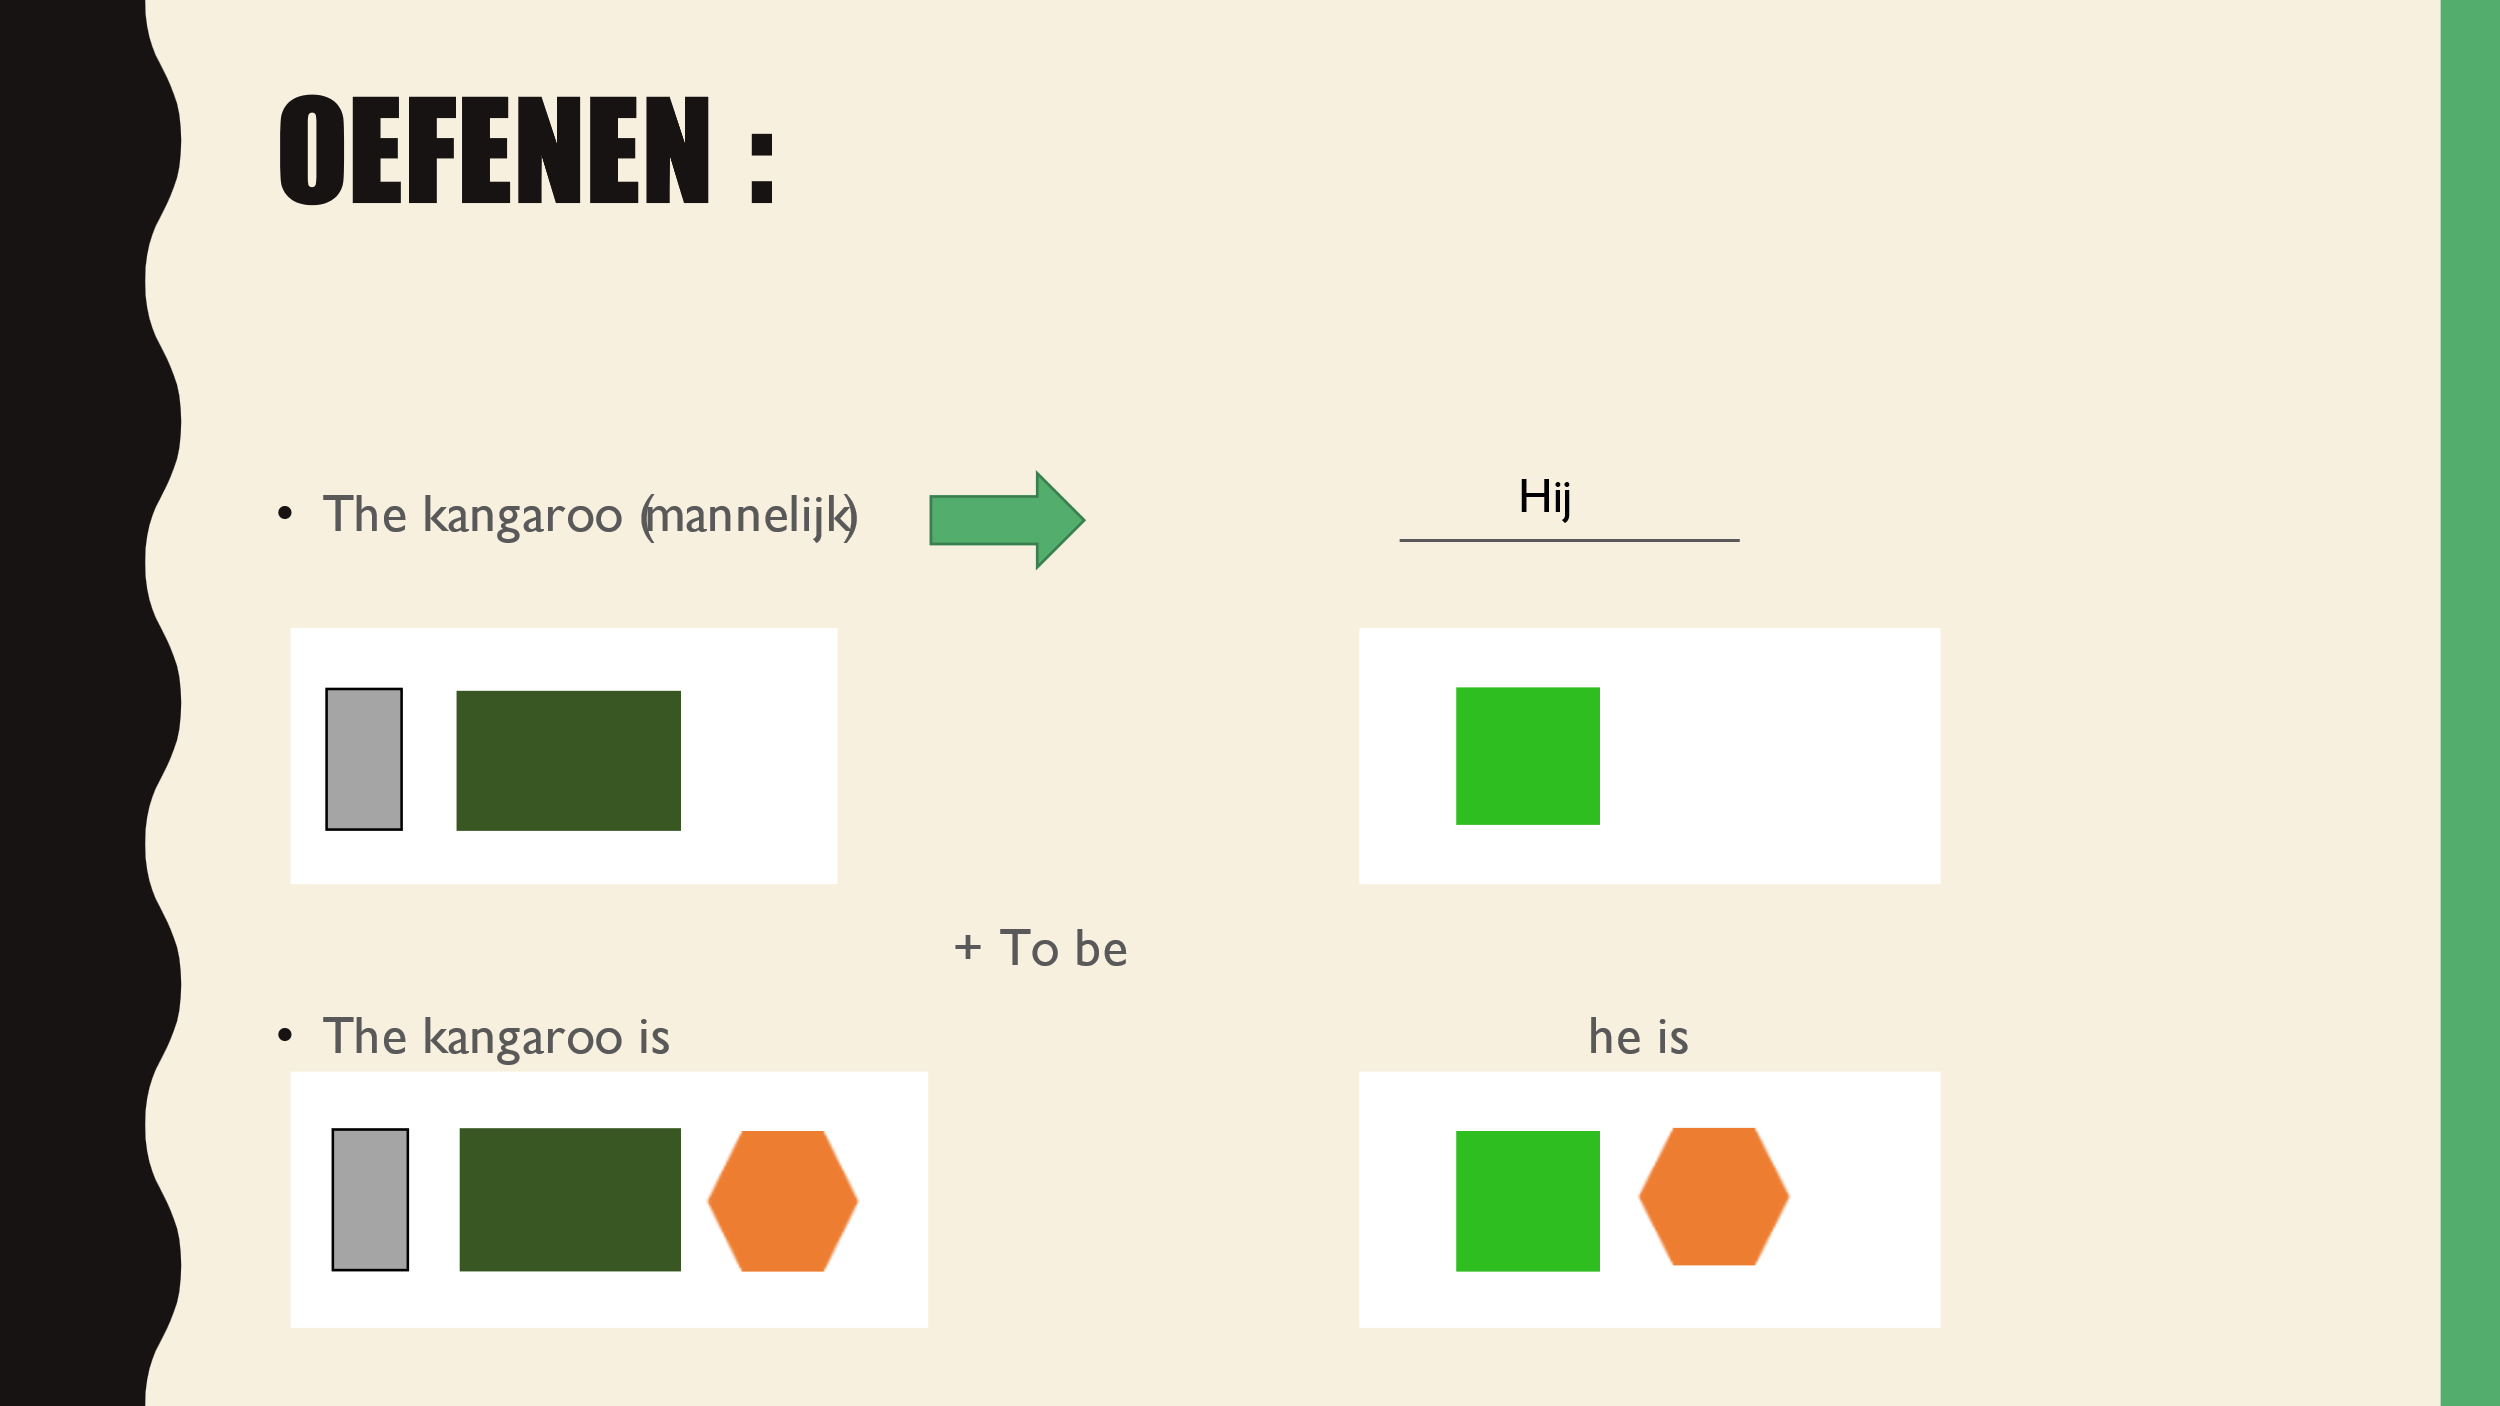 OEFENEN :
• The kangaroo (mannelijk)
Hij
+ To be
• The kangaroo is
he is